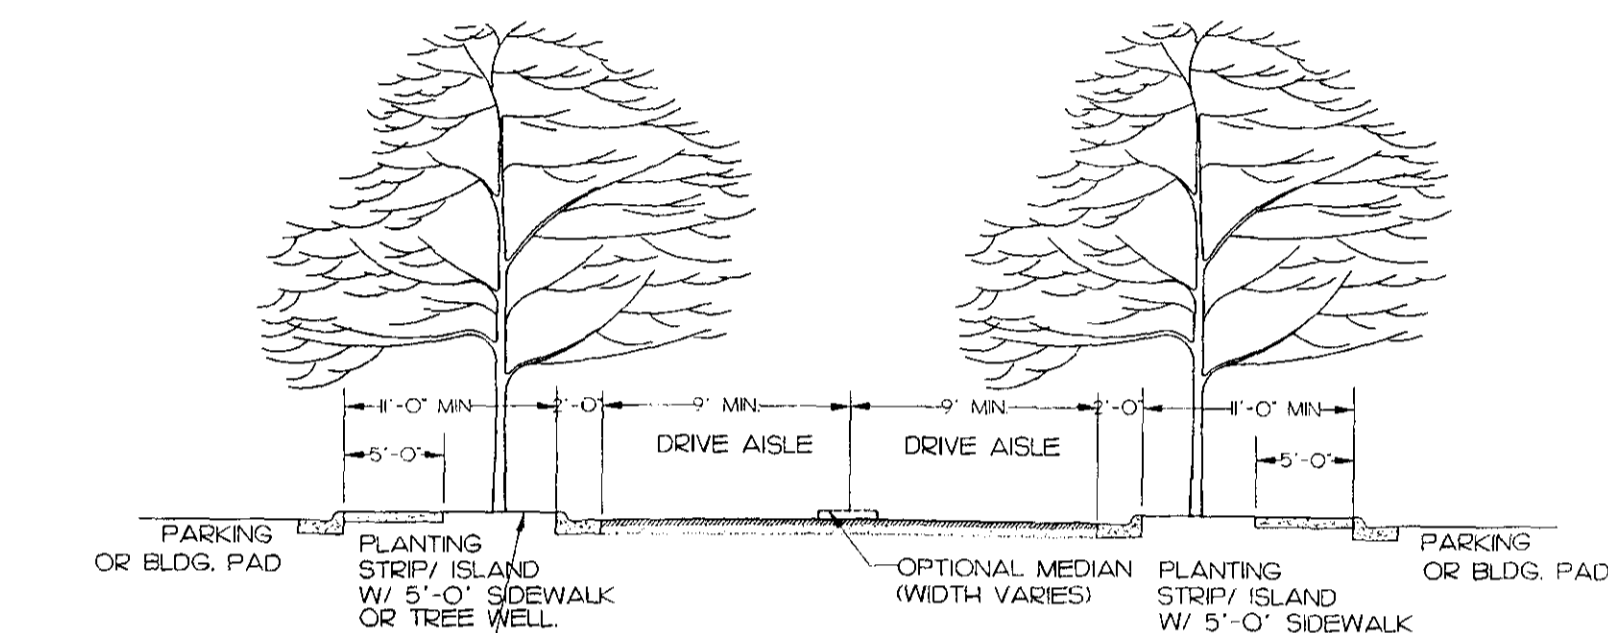 11'-0" MIN 2'-0" 9' MIN. 9' MIN. 2'-0" 11'-0" MIN
5'-0" DRIVE AISLE DRIVE AISLE 5'-0"
PARKING
OR BLDG. PAD
PLANTING
STRIP/ ISLAND
W/ 5'-0" SIDEWALK
OR TREE WELL.
OPTIONAL MEDIAN
(WIDTH VARIES)
PLANTING
STRIP/ ISLAND
W/ 5'-0" SIDEWALK
PARKING
OR BLDG. PAD